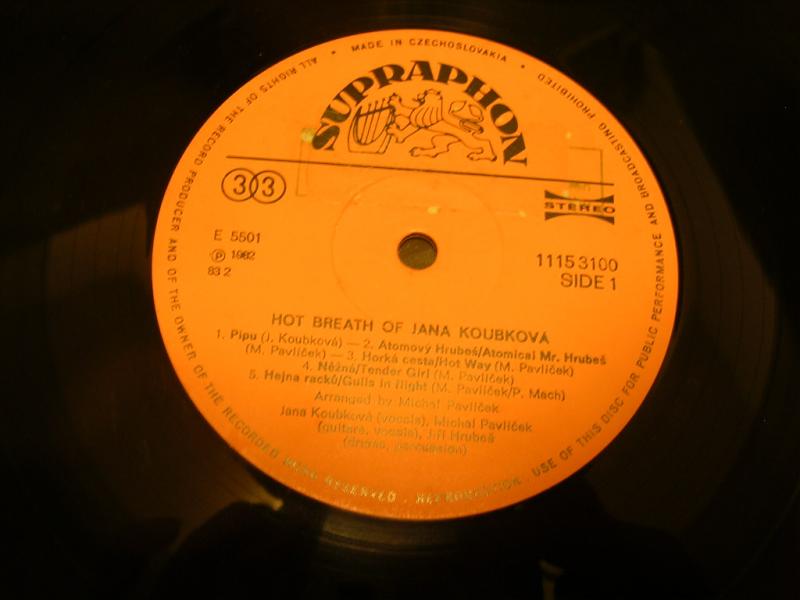 MADE IN CZECHOSLOVAKIA
ALL RIGHTS OF THE RECORD PRODUCER AND OF THE OWNER OF THE RECORDED WORK RESERVED . REPRODUCTION . USE OF THIS DISC FOR PUBLIC PERFORMANCE AND BROADCASTING PROHIBITED
SUPRAPHON
33
STEREO
E 5501
℗ 1982
83 2
11153100
SIDE 1
HOT BREATH OF JANA KOUBKOVÁ
1. Pipu (J. Koubková) — 2. Atomový Hrubeš/Atomical Mr. Hrubeš
(M. Pavlíček) — 3. Horká cesta/Hot Way (M. Pavlíček)
4. Něžná/Tender Girl (M. Pavlíček)
5. Hejna racků/Gulls in flight (M. Pavlíček/P. Mach)
Arranged by Michal Pavlíček
Jana Koubková (vocals), Michal Pavlíček
(guitars, vocals), Jiří Hrubeš
(drums, percussion)